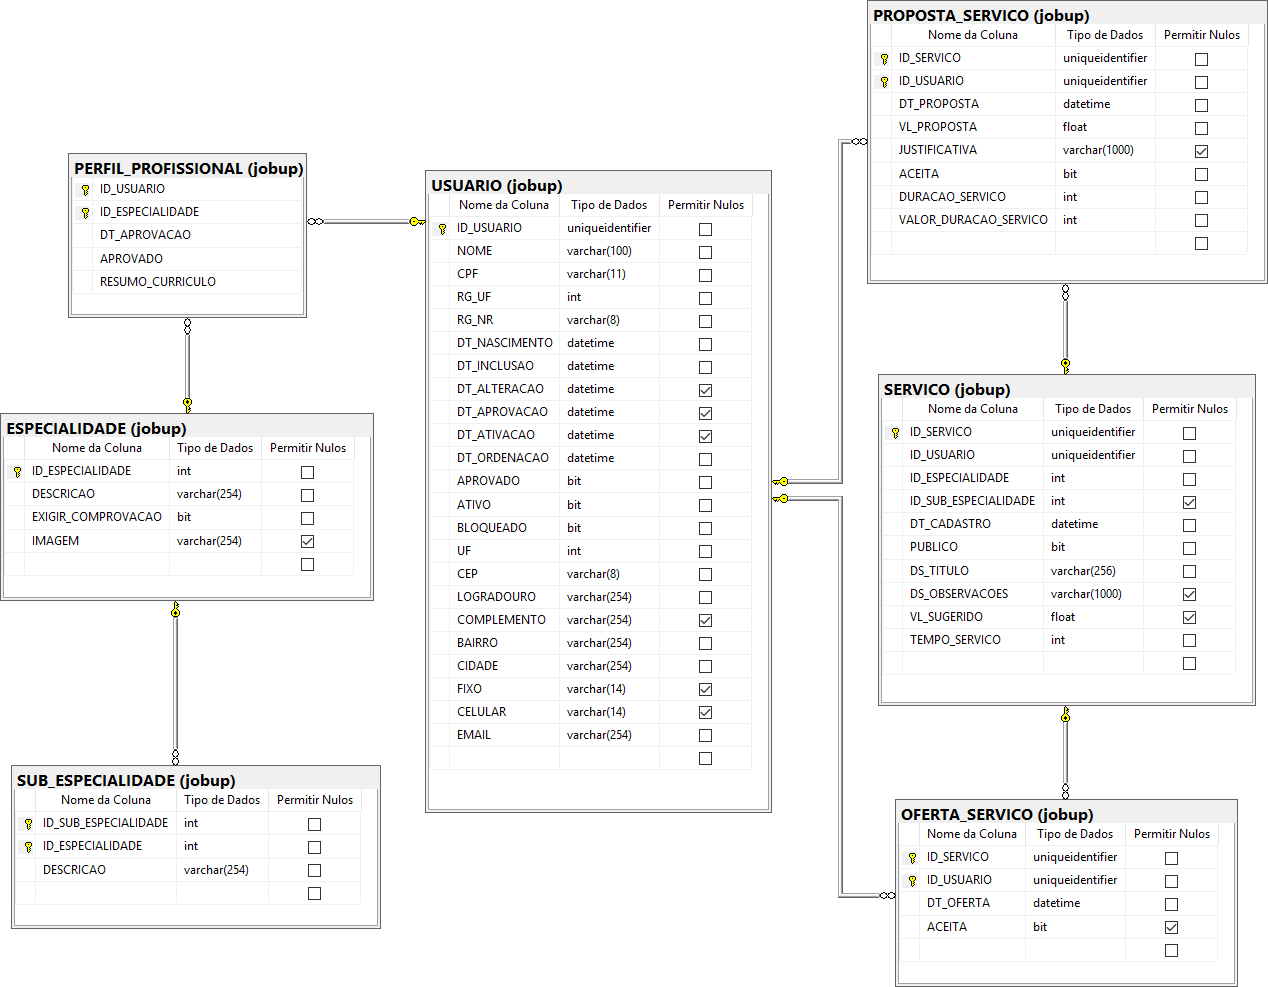 PROPOSTA_SERVICO (jobup)
Nome da Coluna Tipo de Dados Permitir Nulos
ID_SERVICO uniqueidentifier
ID_USUARIO uniqueidentifier
DT_PROPOSTA datetime
VL_PROPOSTA float
JUSTIFICATIVA varchar(1000)
ACEITA bit
DURACAO_SERVICO int
VALOR_DURACAO_SERVICO int
PERFIL_PROFISSIONAL (jobup)
ID_USUARIO
ID_ESPECIALIDADE
DT_APROVACAO
APROVADO
RESUMO_CURRICULO
USUARIO (jobup)
Nome da Coluna Tipo de Dados Permitir Nulos
ID_USUARIO uniqueidentifier
NOME varchar(100)
CPF varchar(11)
RG_UF int
RG_NR varchar(8)
DT_NASCIMENTO datetime
DT_INCLUSAO datetime
DT_ALTERACAO datetime
DT_APROVACAO datetime
DT_ATIVACAO datetime
DT_ORDENACAO datetime
APROVADO bit
ATIVO bit
BLOQUEADO bit
UF int
CEP varchar(8)
LOGRADOURO varchar(254)
COMPLEMENTO varchar(254)
BAIRRO varchar(254)
CIDADE varchar(254)
FIXO varchar(14)
CELULAR varchar(14)
EMAIL varchar(254)
SERVICO (jobup)
Nome da Coluna Tipo de Dados Permitir Nulos
ID_SERVICO uniqueidentifier
ID_USUARIO uniqueidentifier
ID_ESPECIALIDADE int
ID_SUB_ESPECIALIDADE int
DT_CADASTRO datetime
PUBLICO bit
DS_TITULO varchar(256)
DS_OBSERVACOES varchar(1000)
VL_SUGERIDO float
TEMPO_SERVICO int
ESPECIALIDADE (jobup)
Nome da Coluna Tipo de Dados Permitir Nulos
ID_ESPECIALIDADE int
DESCRICAO varchar(254)
EXIGIR_COMPROVACAO bit
IMAGEM varchar(254)
SUB_ESPECIALIDADE (jobup)
Nome da Coluna Tipo de Dados Permitir Nulos
ID_SUB_ESPECIALIDADE int
ID_ESPECIALIDADE int
DESCRICAO varchar(254)
OFERTA_SERVICO (jobup)
Nome da Coluna Tipo de Dados Permitir Nulos
ID_SERVICO uniqueidentifier
ID_USUARIO uniqueidentifier
DT_OFERTA datetime
ACEITA bit